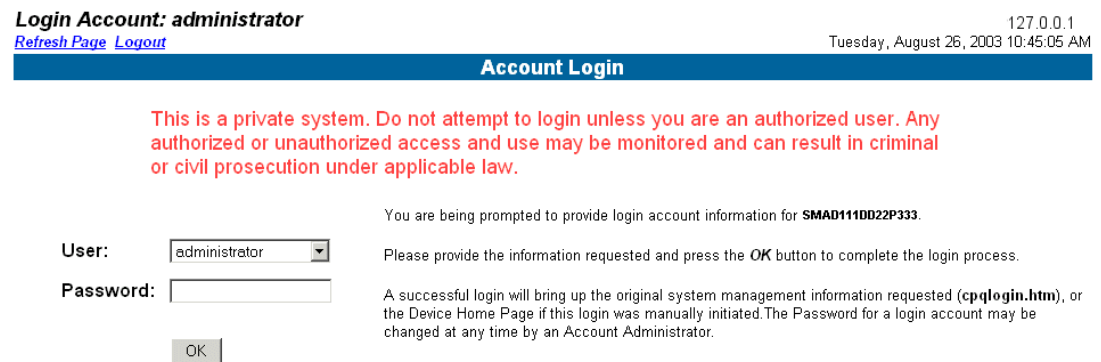 Login Account: administrator
127.0.0.1
Refresh Page Logout
Tuesday, August 26, 2003 10:45:05 AM
Account Login
This is a private system. Do not attempt to login unless you are an authorized user. Any
authorized or unauthorized access and use may be monitored and can result in criminal
or civil prosecution under applicable law.
You are being prompted to provide login account information for SMAD111DD22P333.
User:
administrator
Please provide the information requested and press the OK button to complete the login process.
Password:
A successful login will bring up the original system management information requested (cpqlogin.htm), or
the Device Home Page if this login was manually initiated.The Password for a login account may be
changed at any time by an Account Administrator.
OK